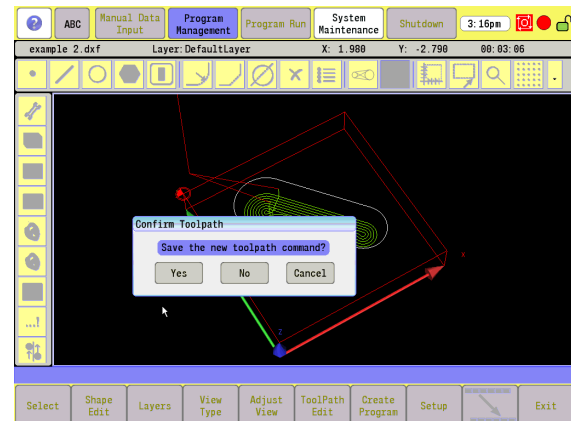 ?
ABC
Manual Data
Input
Program
Management
Program Run
System
Maintenance
Shutdown
3:16pm
example 2.dxf
Layer:DefaultLayer
X: 1.980
Y: -2.790
00:03:06
Confirm Toolpath
Save the new toolpath command?
Yes
No
Cancel
X
Z
Select
Shape
Edit
Layers
View
Type
Adjust
View
ToolPath
Edit
Create
Program
Setup
Exit